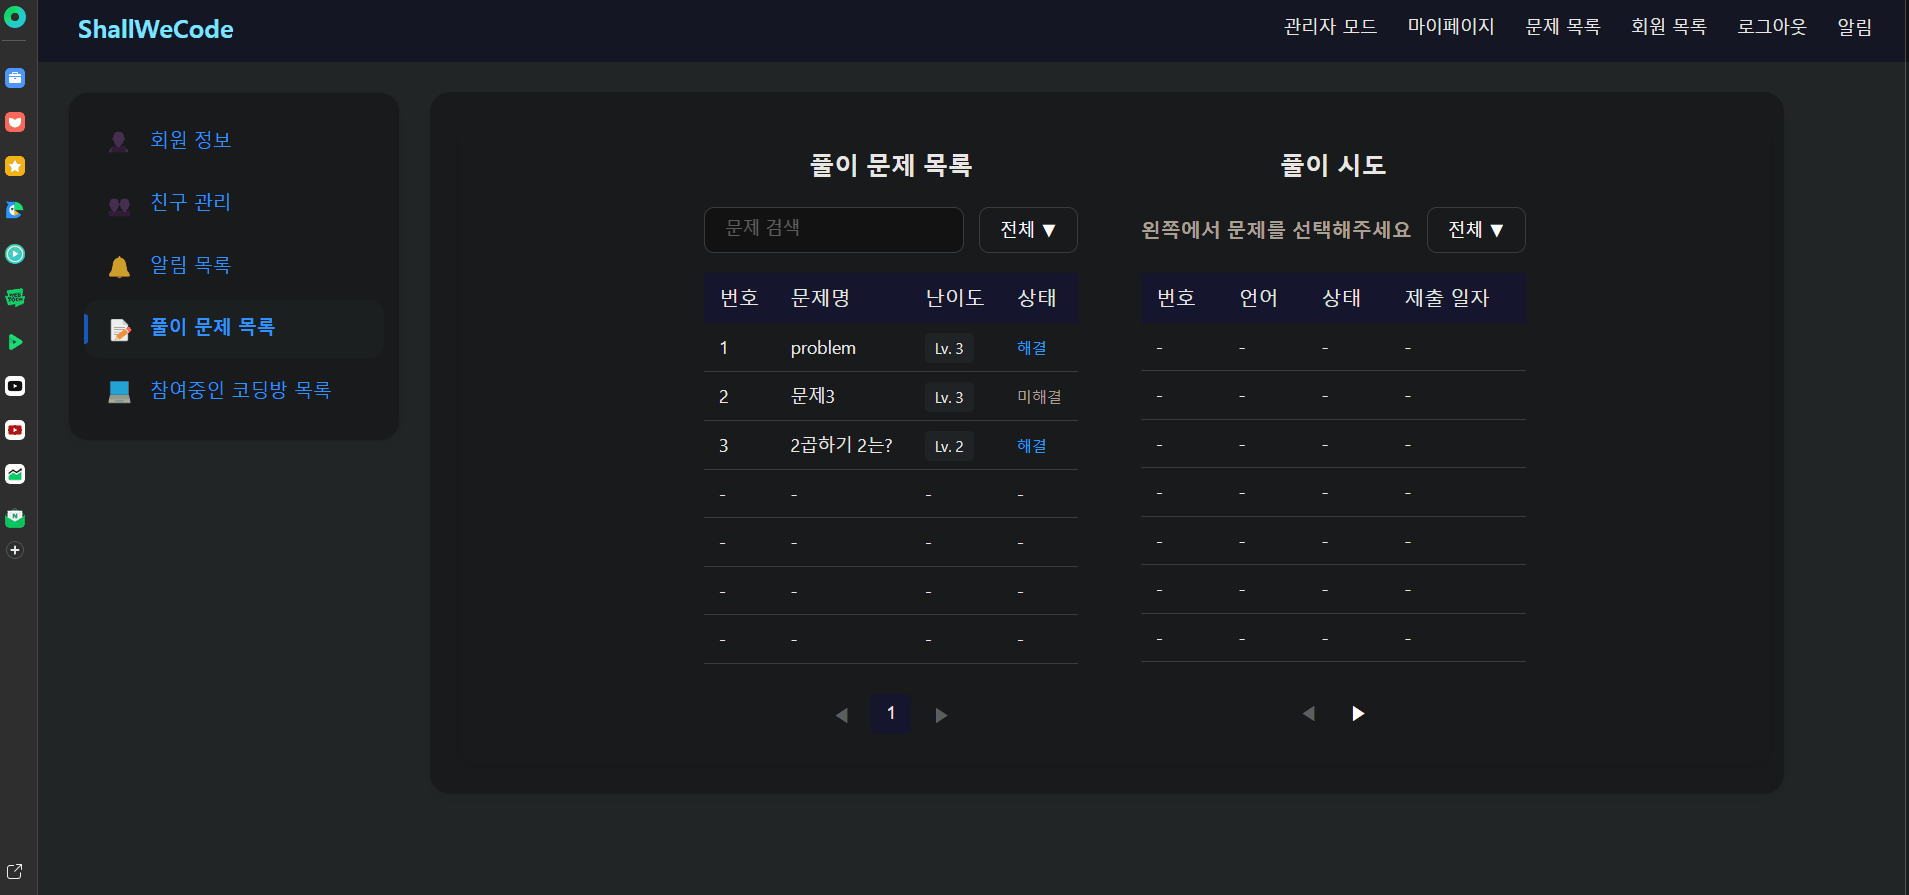 ShallWeCode
관리자 모드 마이페이지 문제 목록 회원 목록 로그아웃 알림
회원 정보
친구 관리
알림 목록
풀이 문제 목록
참여중인 코딩방 목록
풀이 문제 목록
문제 검색 전체 ▼
번호 문제명 난이도 상태
1 problem Lv. 3 해결
2 문제3 Lv. 3 미해결
3 2곱하기 2는? Lv. 2 해결
- - - -
- - - -
- - - -
- - - -
◀ 1 ▶
풀이 시도
왼쪽에서 문제를 선택해주세요 전체 ▼
번호 언어 상태 제출 일자
- - - -
- - - -
- - - -
- - - -
- - - -
- - - -
- - - -
◀ ▶